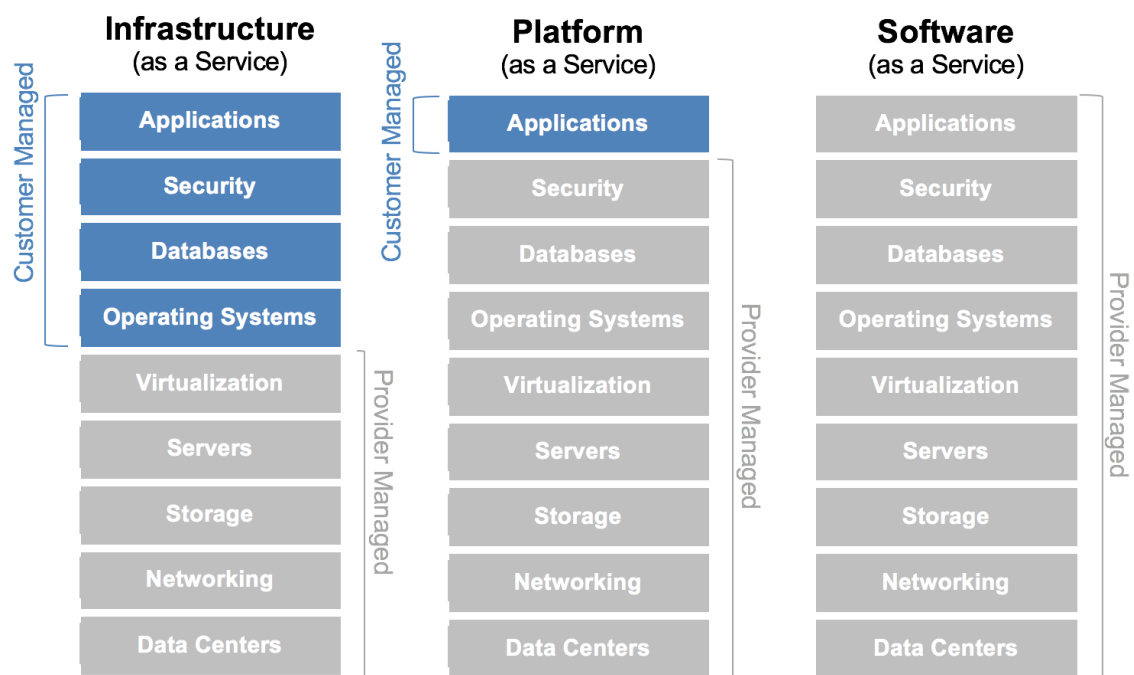 Infrastructure
(as a Service)
Customer Managed
Applications
Security
Databases
Operating Systems
Virtualization
Servers
Storage
Networking
Data Centers
Provider Managed
Platform
(as a Service)
Customer Managed
Applications
Security
Databases
Operating Systems
Virtualization
Servers
Storage
Networking
Data Centers
Provider Managed
Software
(as a Service)
Applications
Security
Databases
Operating Systems
Virtualization
Servers
Storage
Networking
Data Centers
Provider Managed